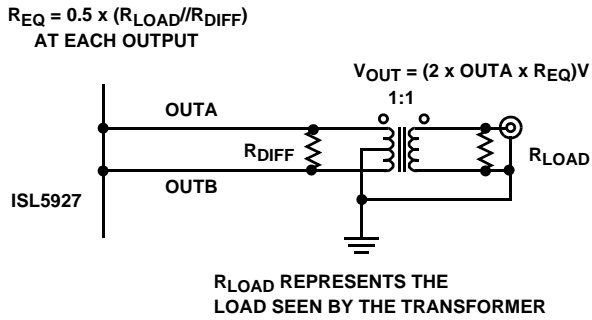 REQ = 0.5 x (RLOAD//RDIFF)
AT EACH OUTPUT
VOUT = (2 x OUTA x REQ)V
1:1
OUTA
RDIFF
RLOAD
OUTB
ISL5927
RLOAD REPRESENTS THE
LOAD SEEN BY THE TRANSFORMER